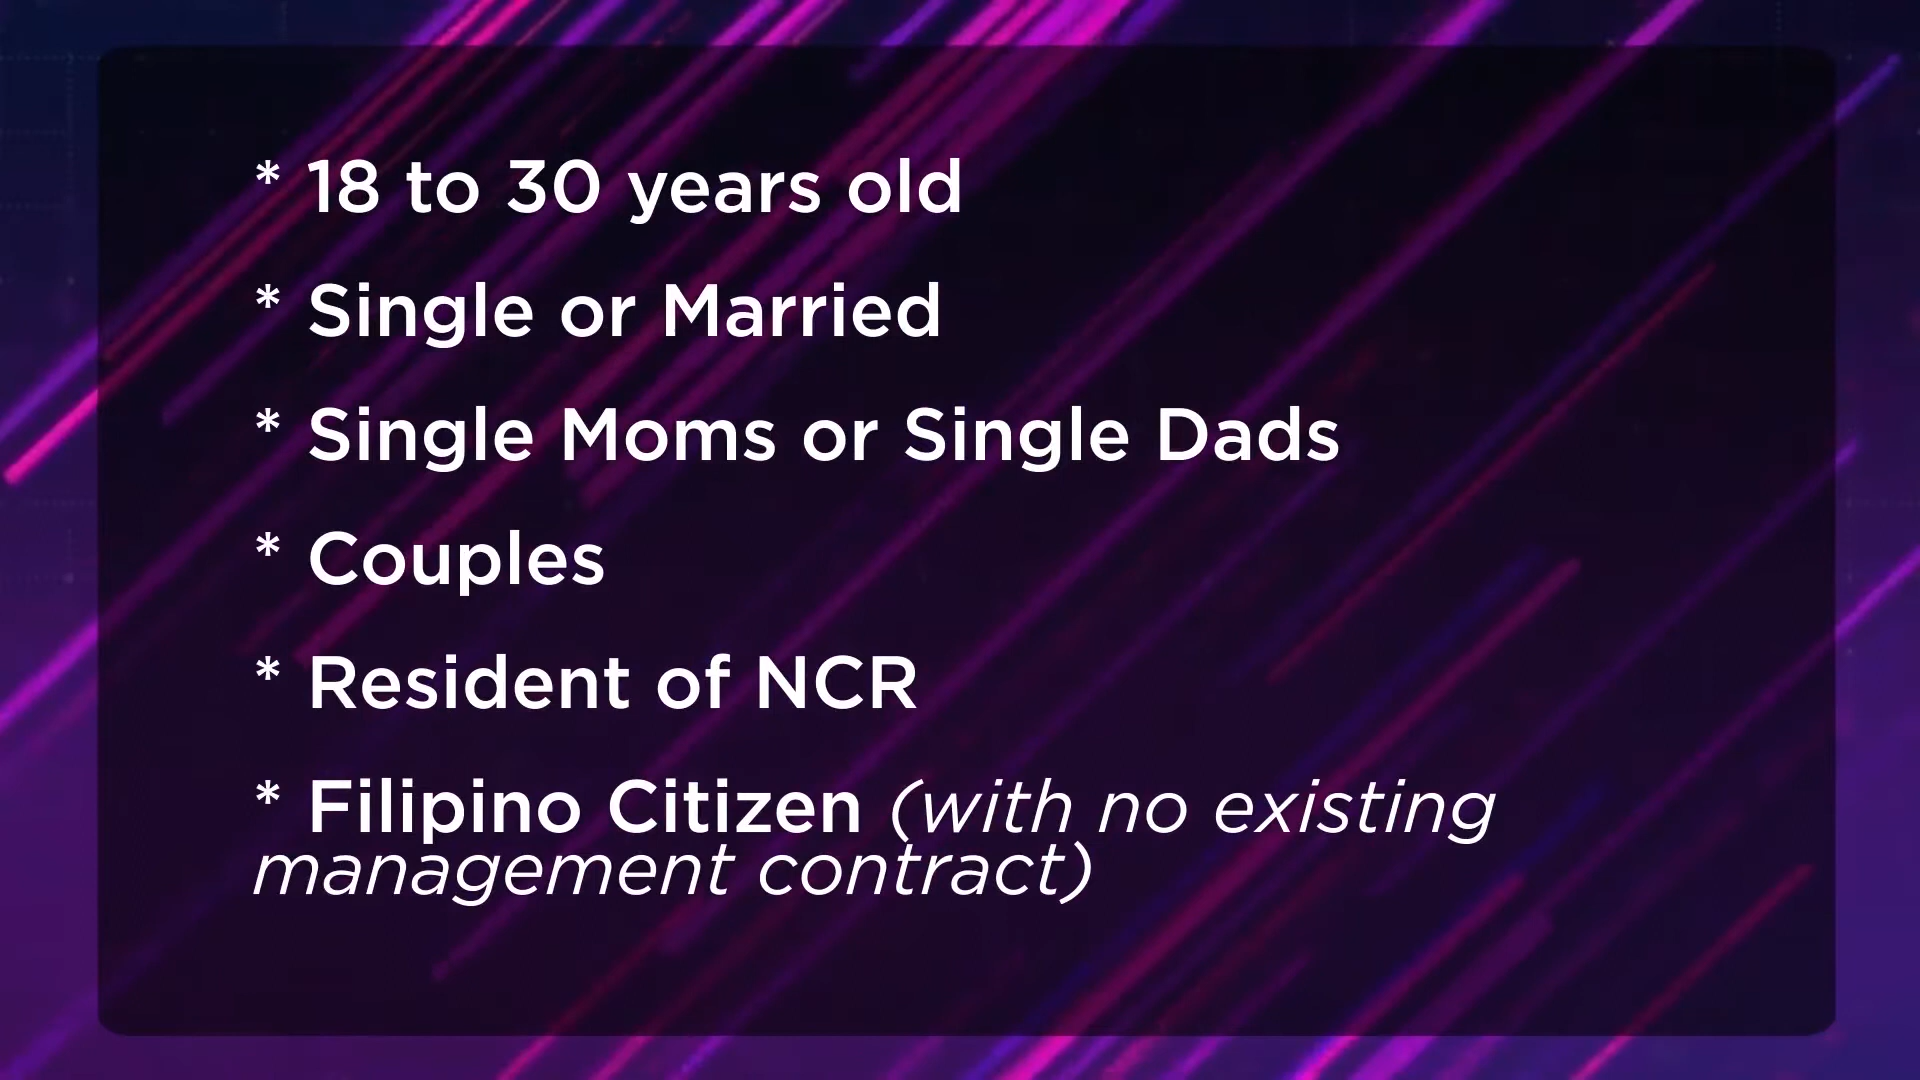 * 18 to 30 years old
* Single or Married
* Single Moms or Single Dads
* Couples
* Resident of NCR
* Filipino Citizen (with no existing
management contract)